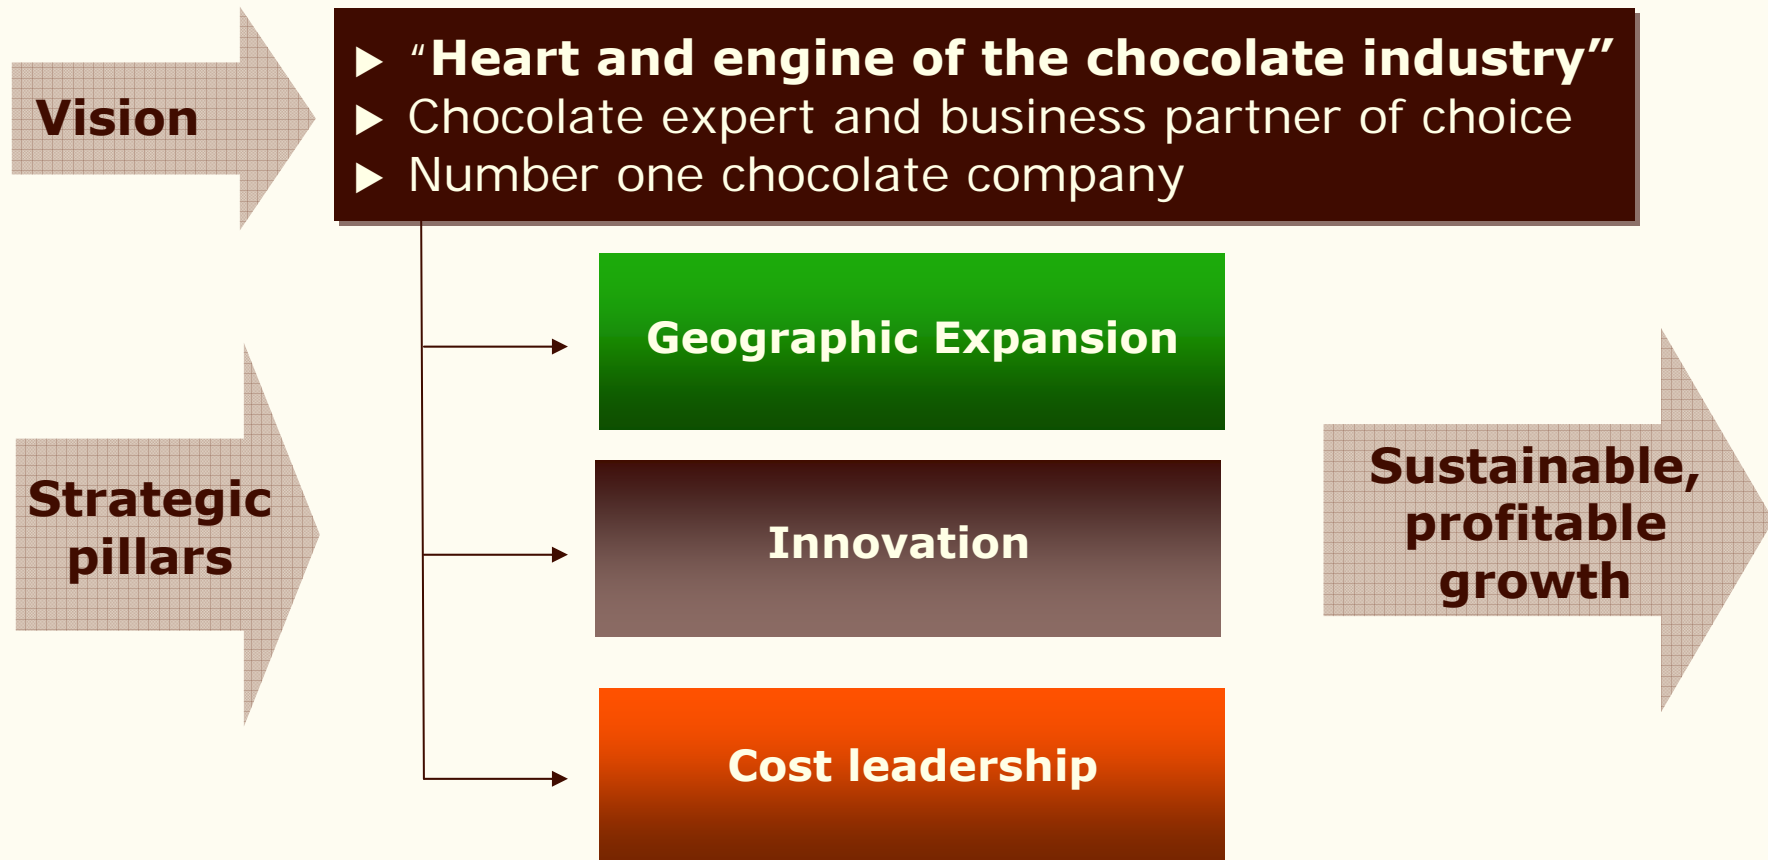 Vision
▶ “Heart and engine of the chocolate industry”
▶ Chocolate expert and business partner of choice
▶ Number one chocolate company
Strategic
pillars
Geographic Expansion
Innovation
Cost leadership
Sustainable,
profitable
growth